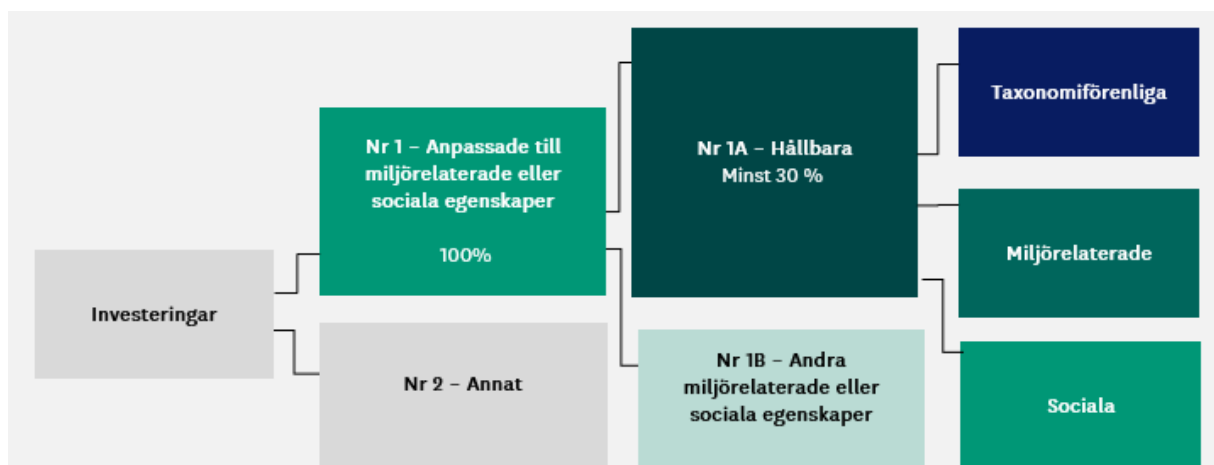 Investeringar
Nr 1 – Anpassade till
miljörelaterade eller
sociala egenskaper
100%
Nr 2 – Annat
Nr 1A – Hållbara
Minst 30 %
Nr 1B – Andra
miljörelaterade eller
sociala egenskaper
Taxonomiförenliga
Miljörelaterade
Sociala